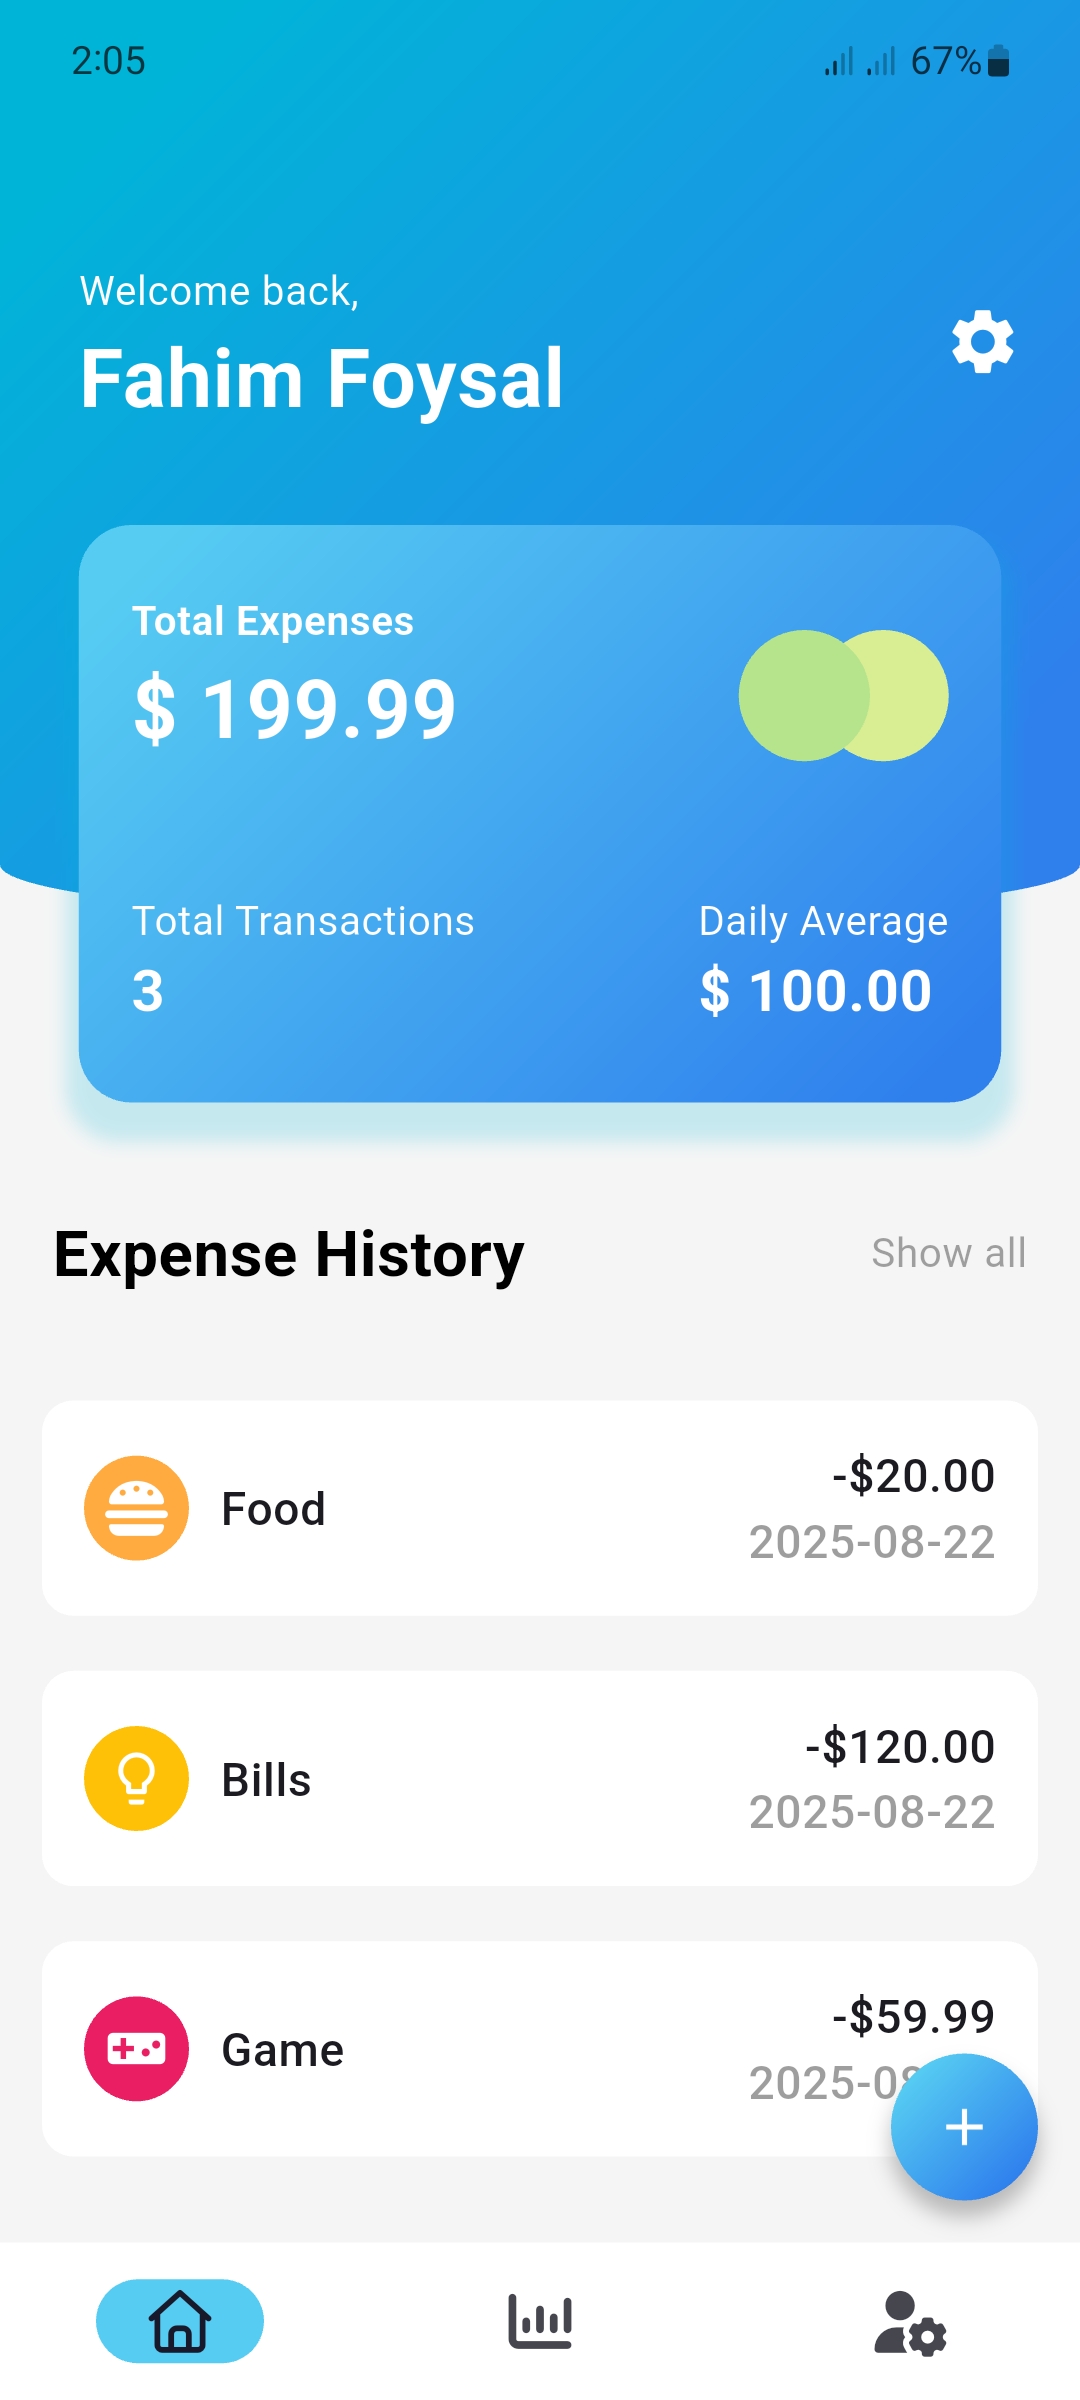 2:05 67%
Welcome back,
Fahim Foysal
Total Expenses
$ 199.99
Total Transactions
3
Daily Average
$ 100.00
Expense History
Show all
Food
-$20.00
2025-08-22
Bills
-$120.00
2025-08-22
Game
-$59.99
2025-08